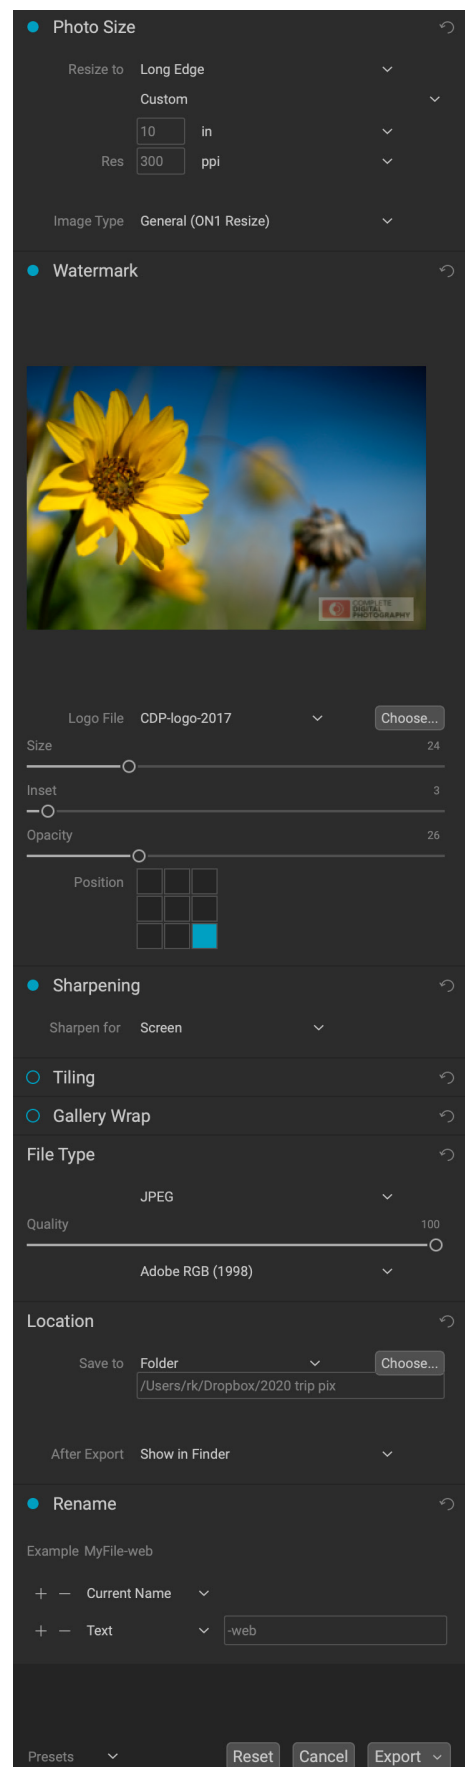 Photo Size
Resize to Long Edge
Custom
10 in
Res 300 ppi
Image Type General (ON1 Resize)
Watermark
COMPLETE
DIGITAL
PHOTOGRAPHY
Logo File CDP-logo-2017 Choose...
Size 24
Inset 3
Opacity 26
Position
Sharpening
Sharpen for Screen
Tiling
Gallery Wrap
File Type
JPEG
Quality 100
Adobe RGB (1998)
Location
Save to Folder Choose...
/Users/rk/Dropbox/2020 trip pix
After Export Show in Finder
Rename
Example MyFile-web
+ − Current Name
+ − Text -web
Presets Reset Cancel Export